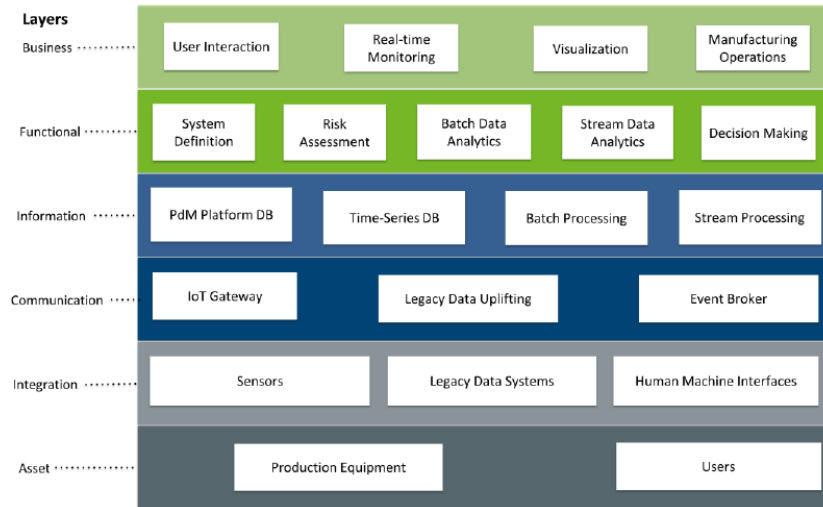 Layers
Business
User Interaction
Real-time
Monitoring
Visualization
Manufacturing
Operations
Functional
System
Definition
Risk
Assessment
Batch Data
Analytics
Stream Data
Analytics
Decision Making
Information
PdM Platform DB
Time-Series DB
Batch Processing
Stream Processing
Communication
IoT Gateway
Legacy Data Uplifting
Event Broker
Integration
Sensors
Legacy Data Systems
Human Machine Interfaces
Asset
Production Equipment
Users